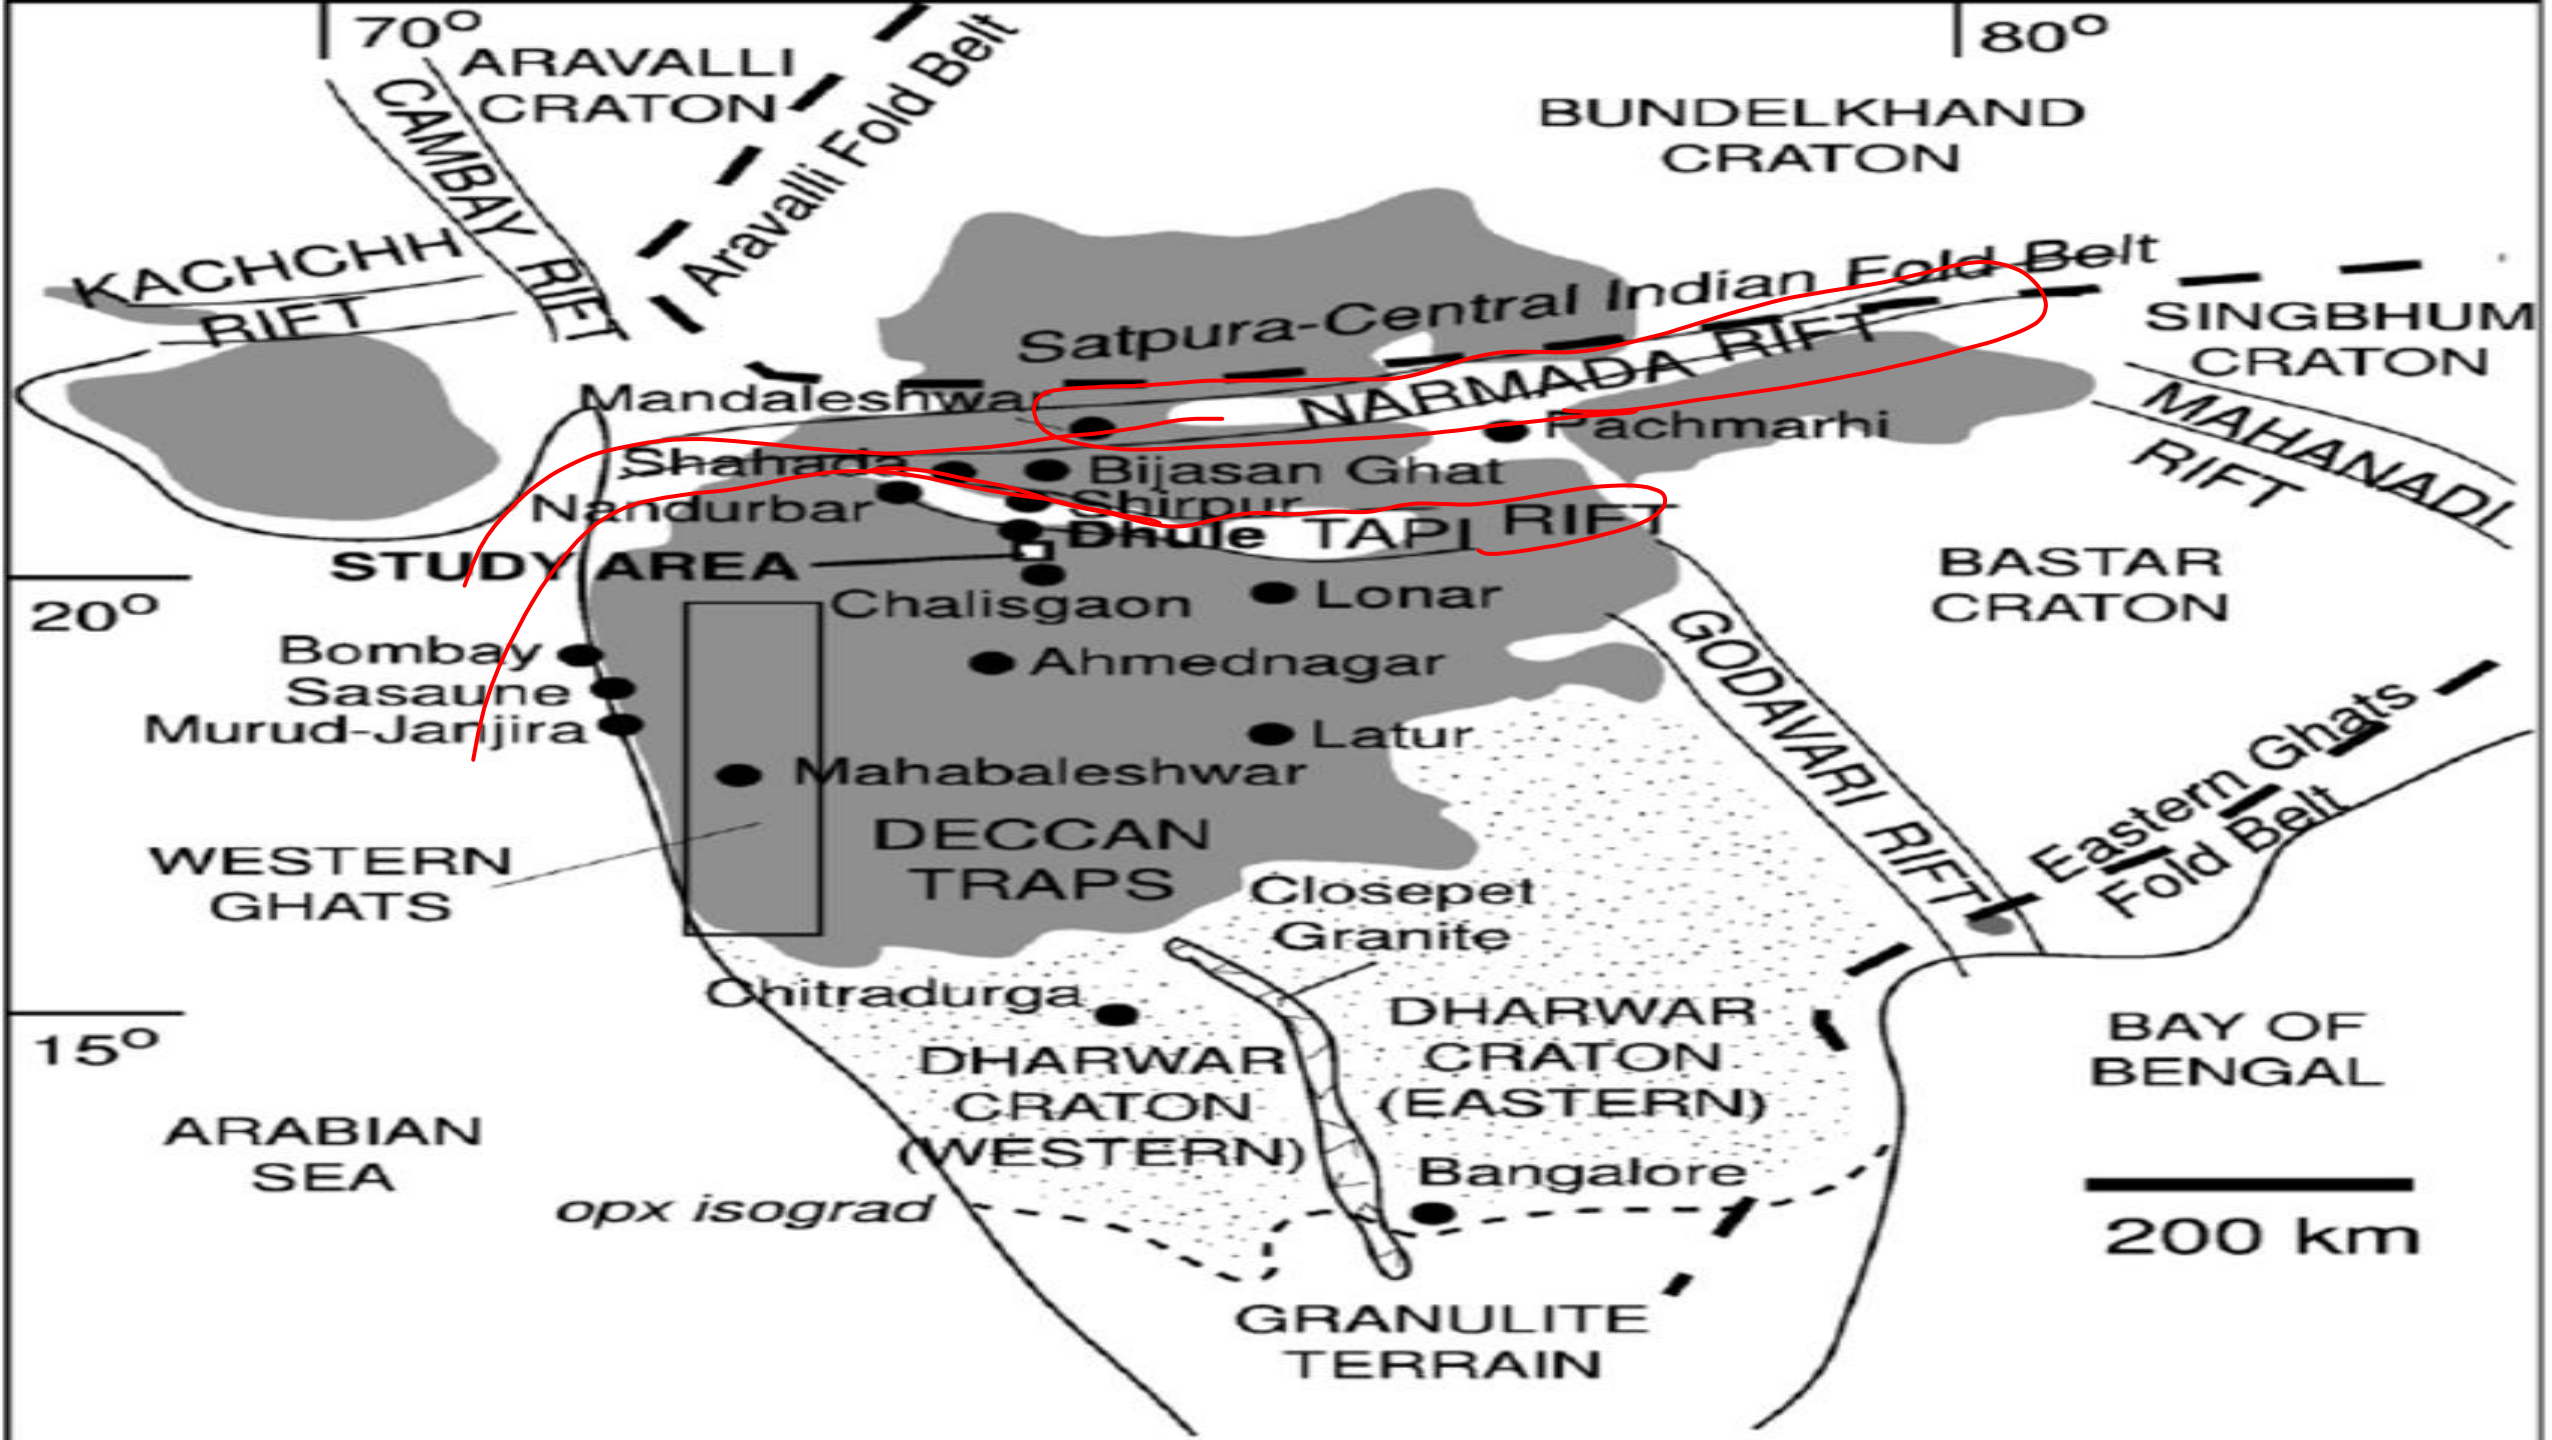 70°
80°
ARAVALLI
CRATON
Aravalli Fold Belt
CAMBAY RIFT
BUNDELKHAND
CRATON
KACHCHH
RIFT
Satpura-Central Indian Fold Belt
SINGBHUM
CRATON
NARMADA RIFT
Mandaleshwar
Pachmarhi
MAHANADI
RIFT
Shahada
Bijasan Ghat
Nandurbar
Shirpur
Dhule
TAPI RIFT
STUDY AREA
BASTAR
CRATON
20°
Chalisgaon
Lonar
GODAVARI RIFT
Bombay
Ahmednagar
Sasaune
Murud-Janjira
Latur
Mahabaleshwar
Eastern Ghats
Fold Belt
DECCAN
TRAPS
WESTERN
GHATS
Closepet
Granite
Chitradurga
DHARWAR
CRATON
(EASTERN)
15°
BAY OF
BENGAL
DHARWAR
CRATON
(WESTERN)
ARABIAN
SEA
Bangalore
opx isograd
200 km
GRANULITE
TERRAIN